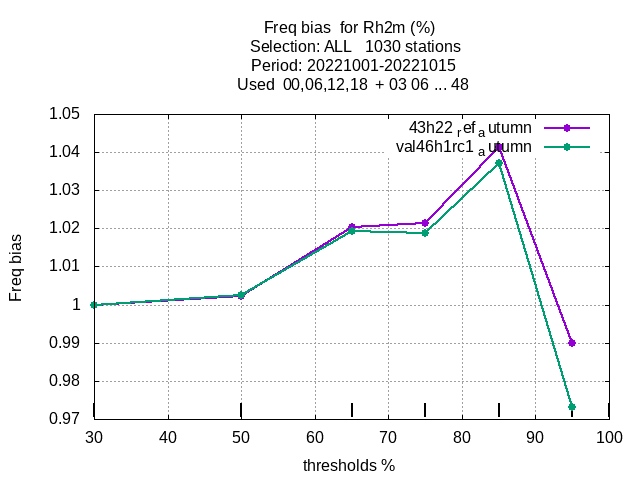 Freq bias  for Rh2m (%)
Selection: ALL   1030 stations
Period: 20221001-20221015
Used  00,06,12,18  + 03 06 ... 48
43h22 ref autumn
val46h1rc1 autumn
1.05
1.04
1.03
1.02
1.01
1
0.99
0.98
0.97
Freq bias
30 40 50 60 70 80 90 100
thresholds %